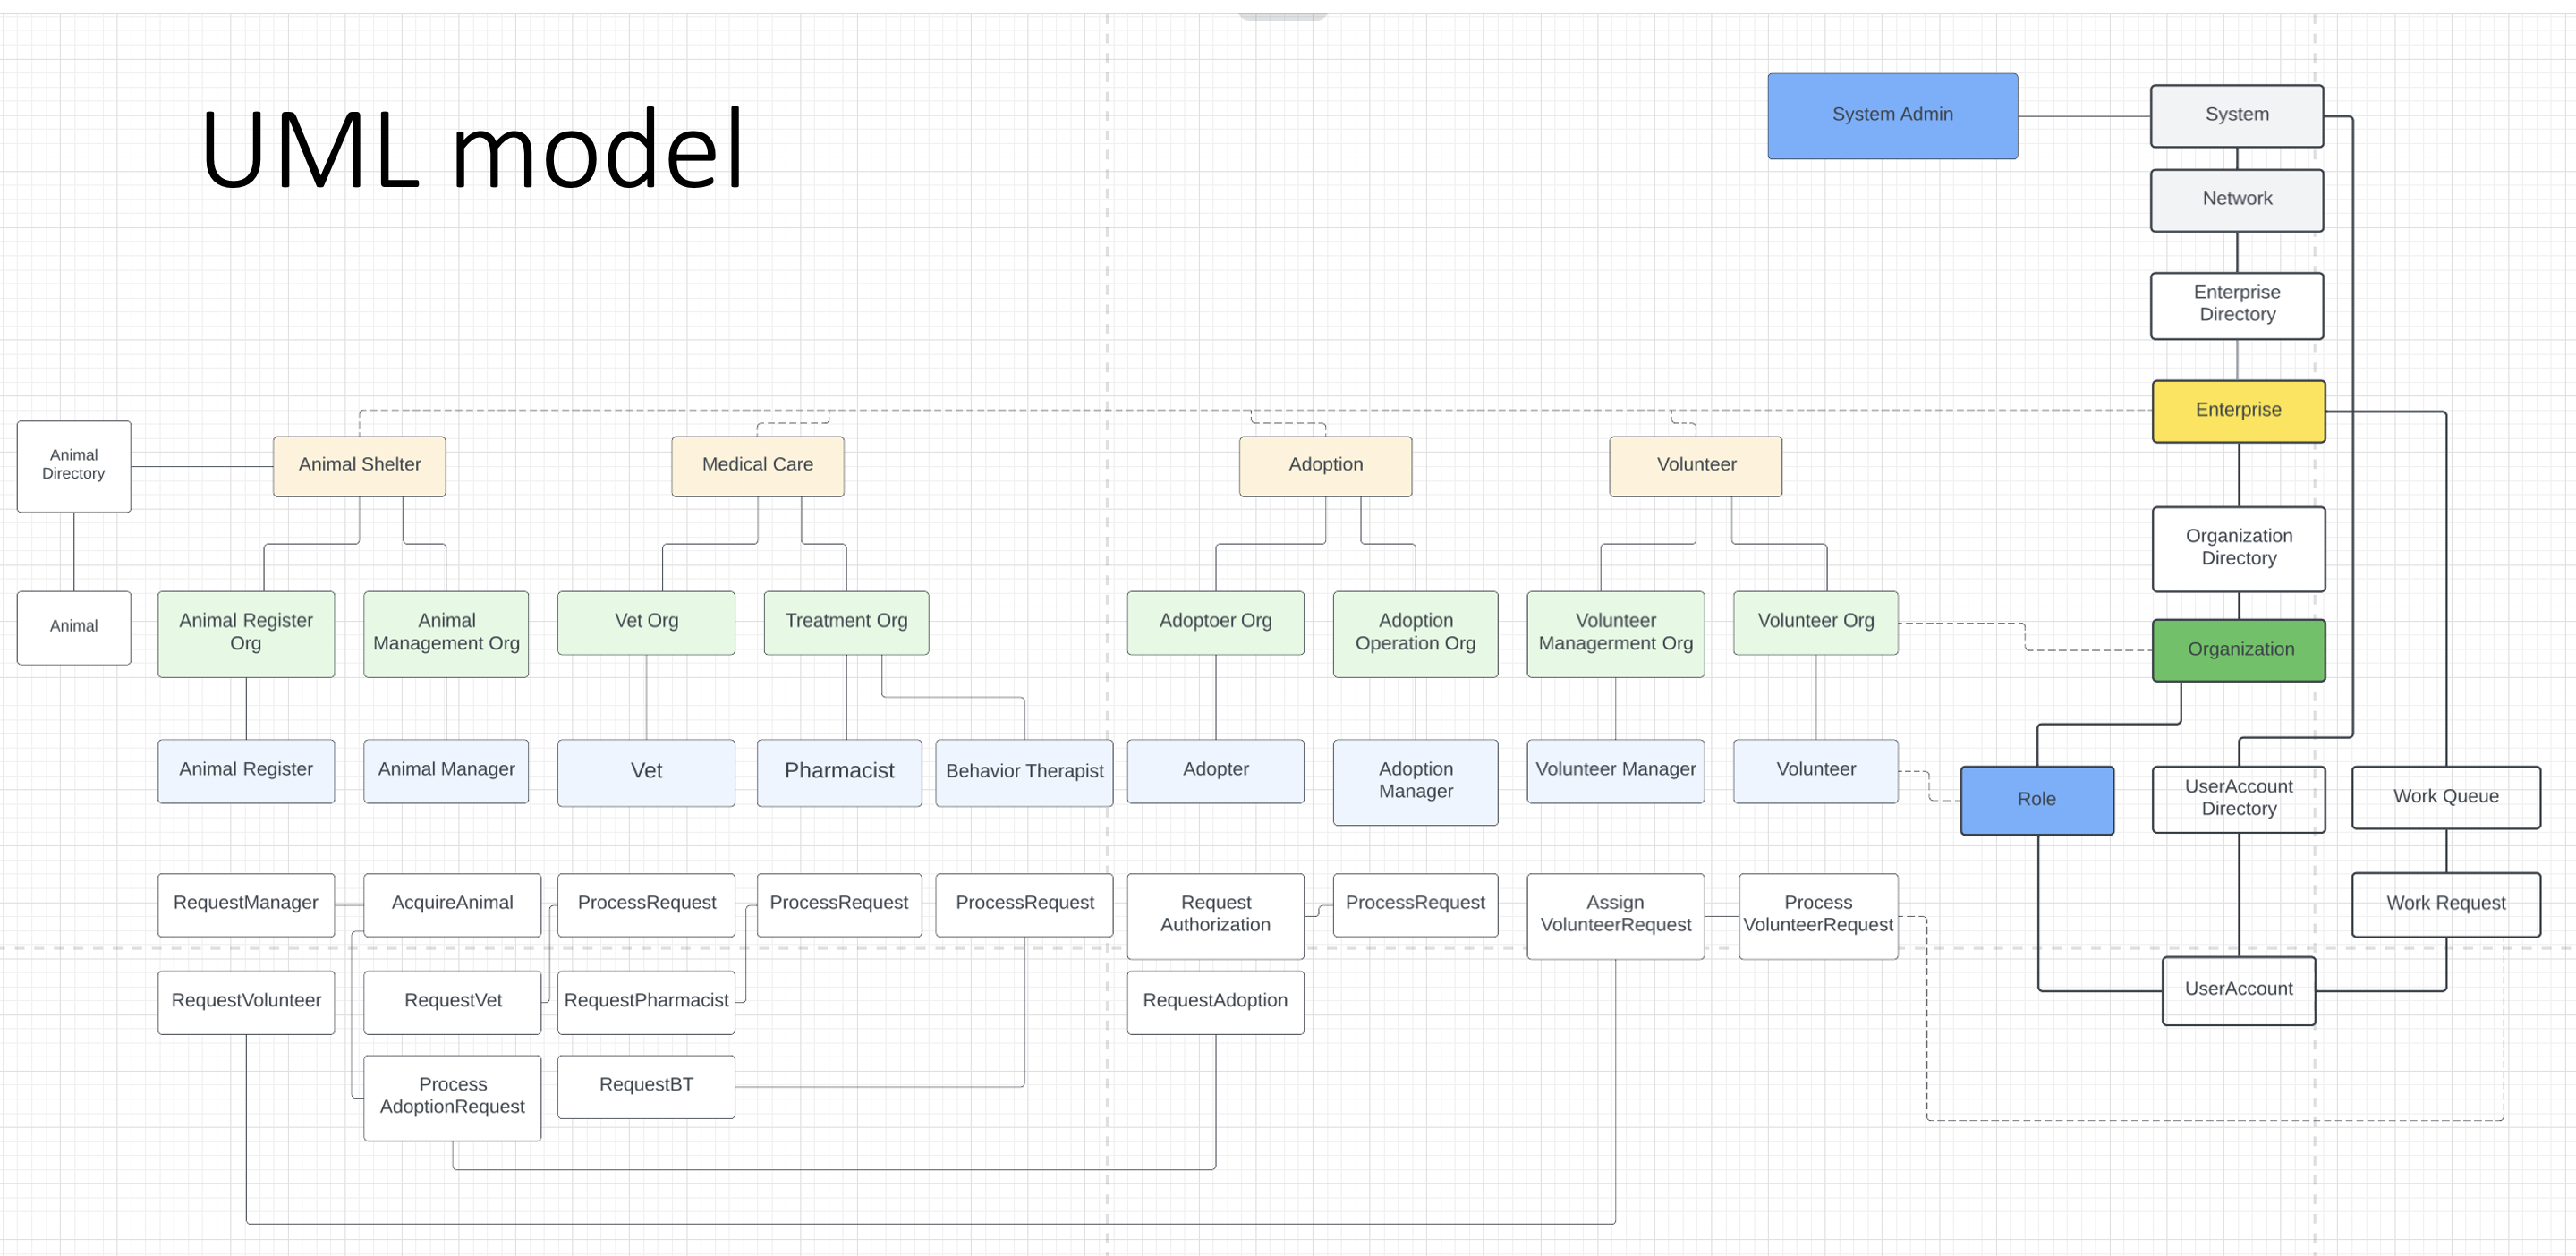 UML model
System Admin
System
Network
Enterprise
Directory
Enterprise
Animal
Directory
Animal Shelter
Medical Care
Adoption
Volunteer
Organization
Directory
Animal
Animal Register
Org
Animal
Management Org
Vet Org
Treatment Org
Adoptoer Org
Adoption
Operation Org
Volunteer
Managerment Org
Volunteer Org
Organization
Animal Register
Animal Manager
Vet
Pharmacist
Behavior Therapist
Adopter
Adoption
Manager
Volunteer Manager
Volunteer
Role
UserAccount
Directory
Work Queue
RequestManager
AcquireAnimal
ProcessRequest
ProcessRequest
ProcessRequest
Request
Authorization
ProcessRequest
Assign
VolunteerRequest
Process
VolunteerRequest
Work Request
RequestVolunteer
RequestVet
RequestPharmacist
RequestAdoption
UserAccount
Process
AdoptionRequest
RequestBT